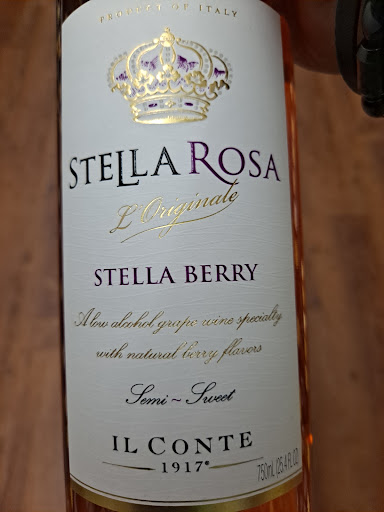 PRODUCT OF ITALY
STELLA ROSA
L'Originale
STELLA BERRY
A low alcohol grape wine specialty
with natural berry flavors
Semi ~ Sweet
IL CONTE
1917®
750mL (25.4 FL OZ